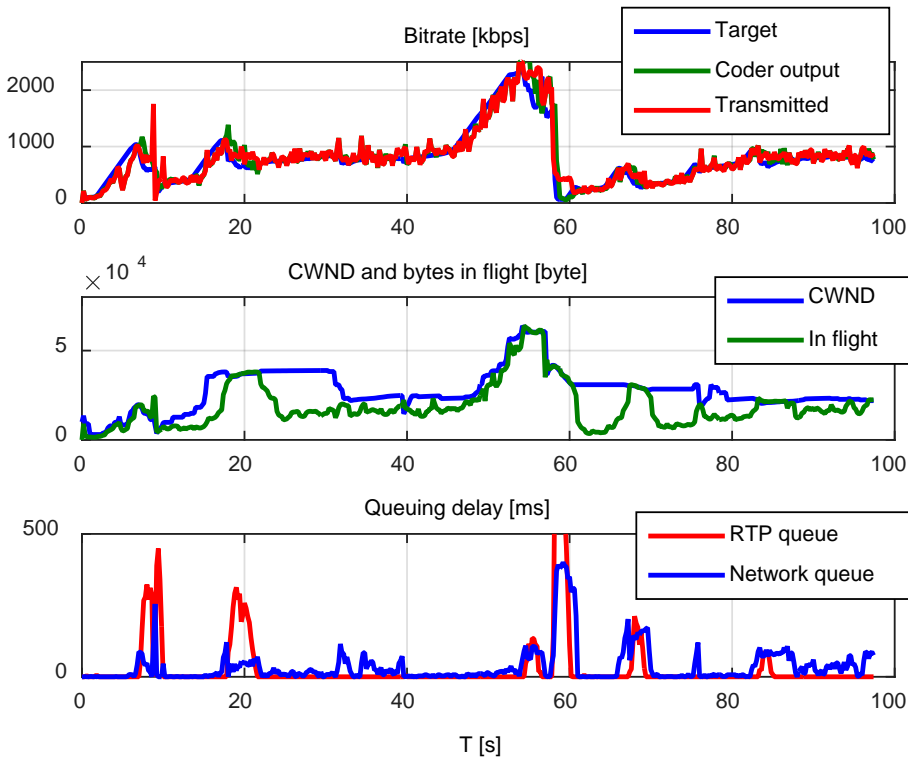 Bitrate [kbps]
Target
Coder output
Transmitted
2000
1000
0
0 20 40 60 80 100
× 10 4
CWND and bytes in flight [byte]
CWND
In flight
5
0
0 20 40 60 80 100
Queuing delay [ms]
500
RTP queue
Network queue
0
0 20 40 60 80 100
T [s]